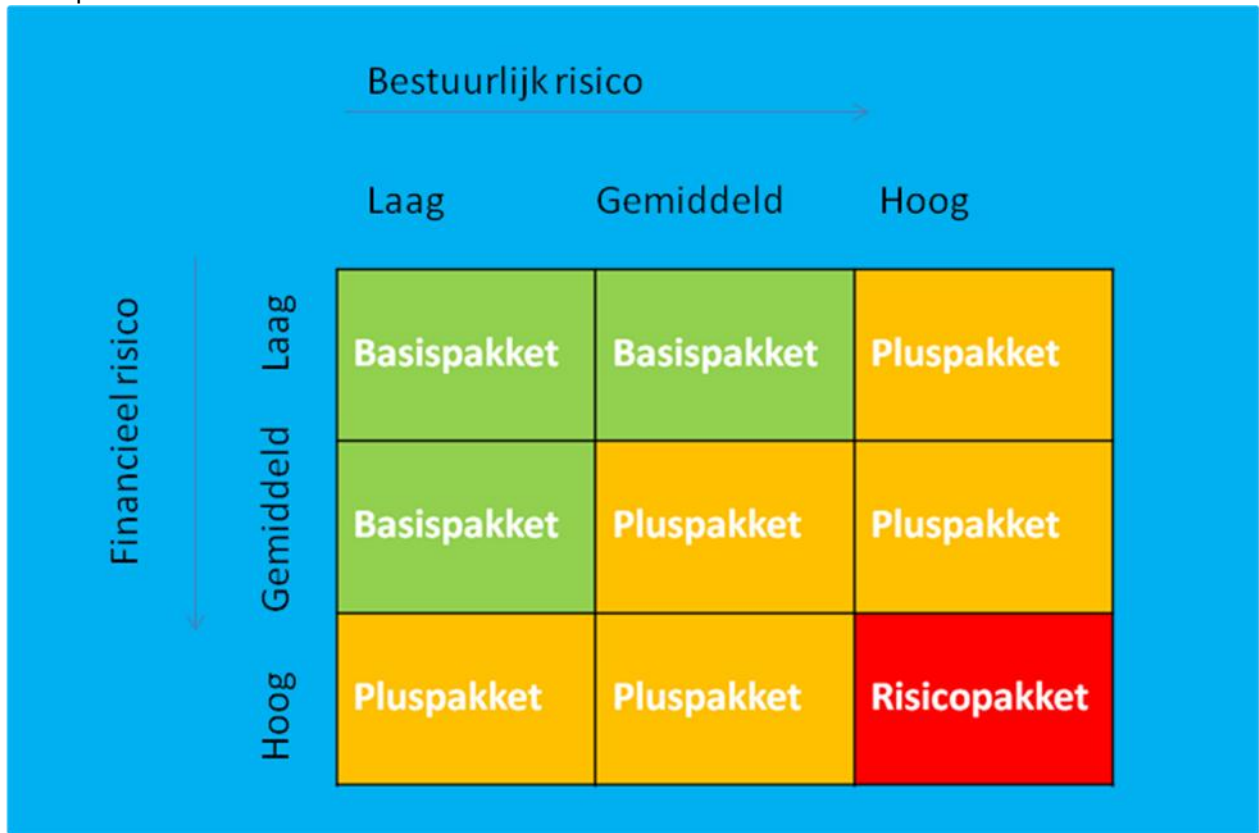 Bestuurlijk risico
Laag Gemiddeld Hoog
Financieel risico
Laag
Basispakket Basispakket Pluspakket
Gemiddeld
Basispakket Pluspakket Pluspakket
Hoog
Pluspakket Pluspakket Risicopakket